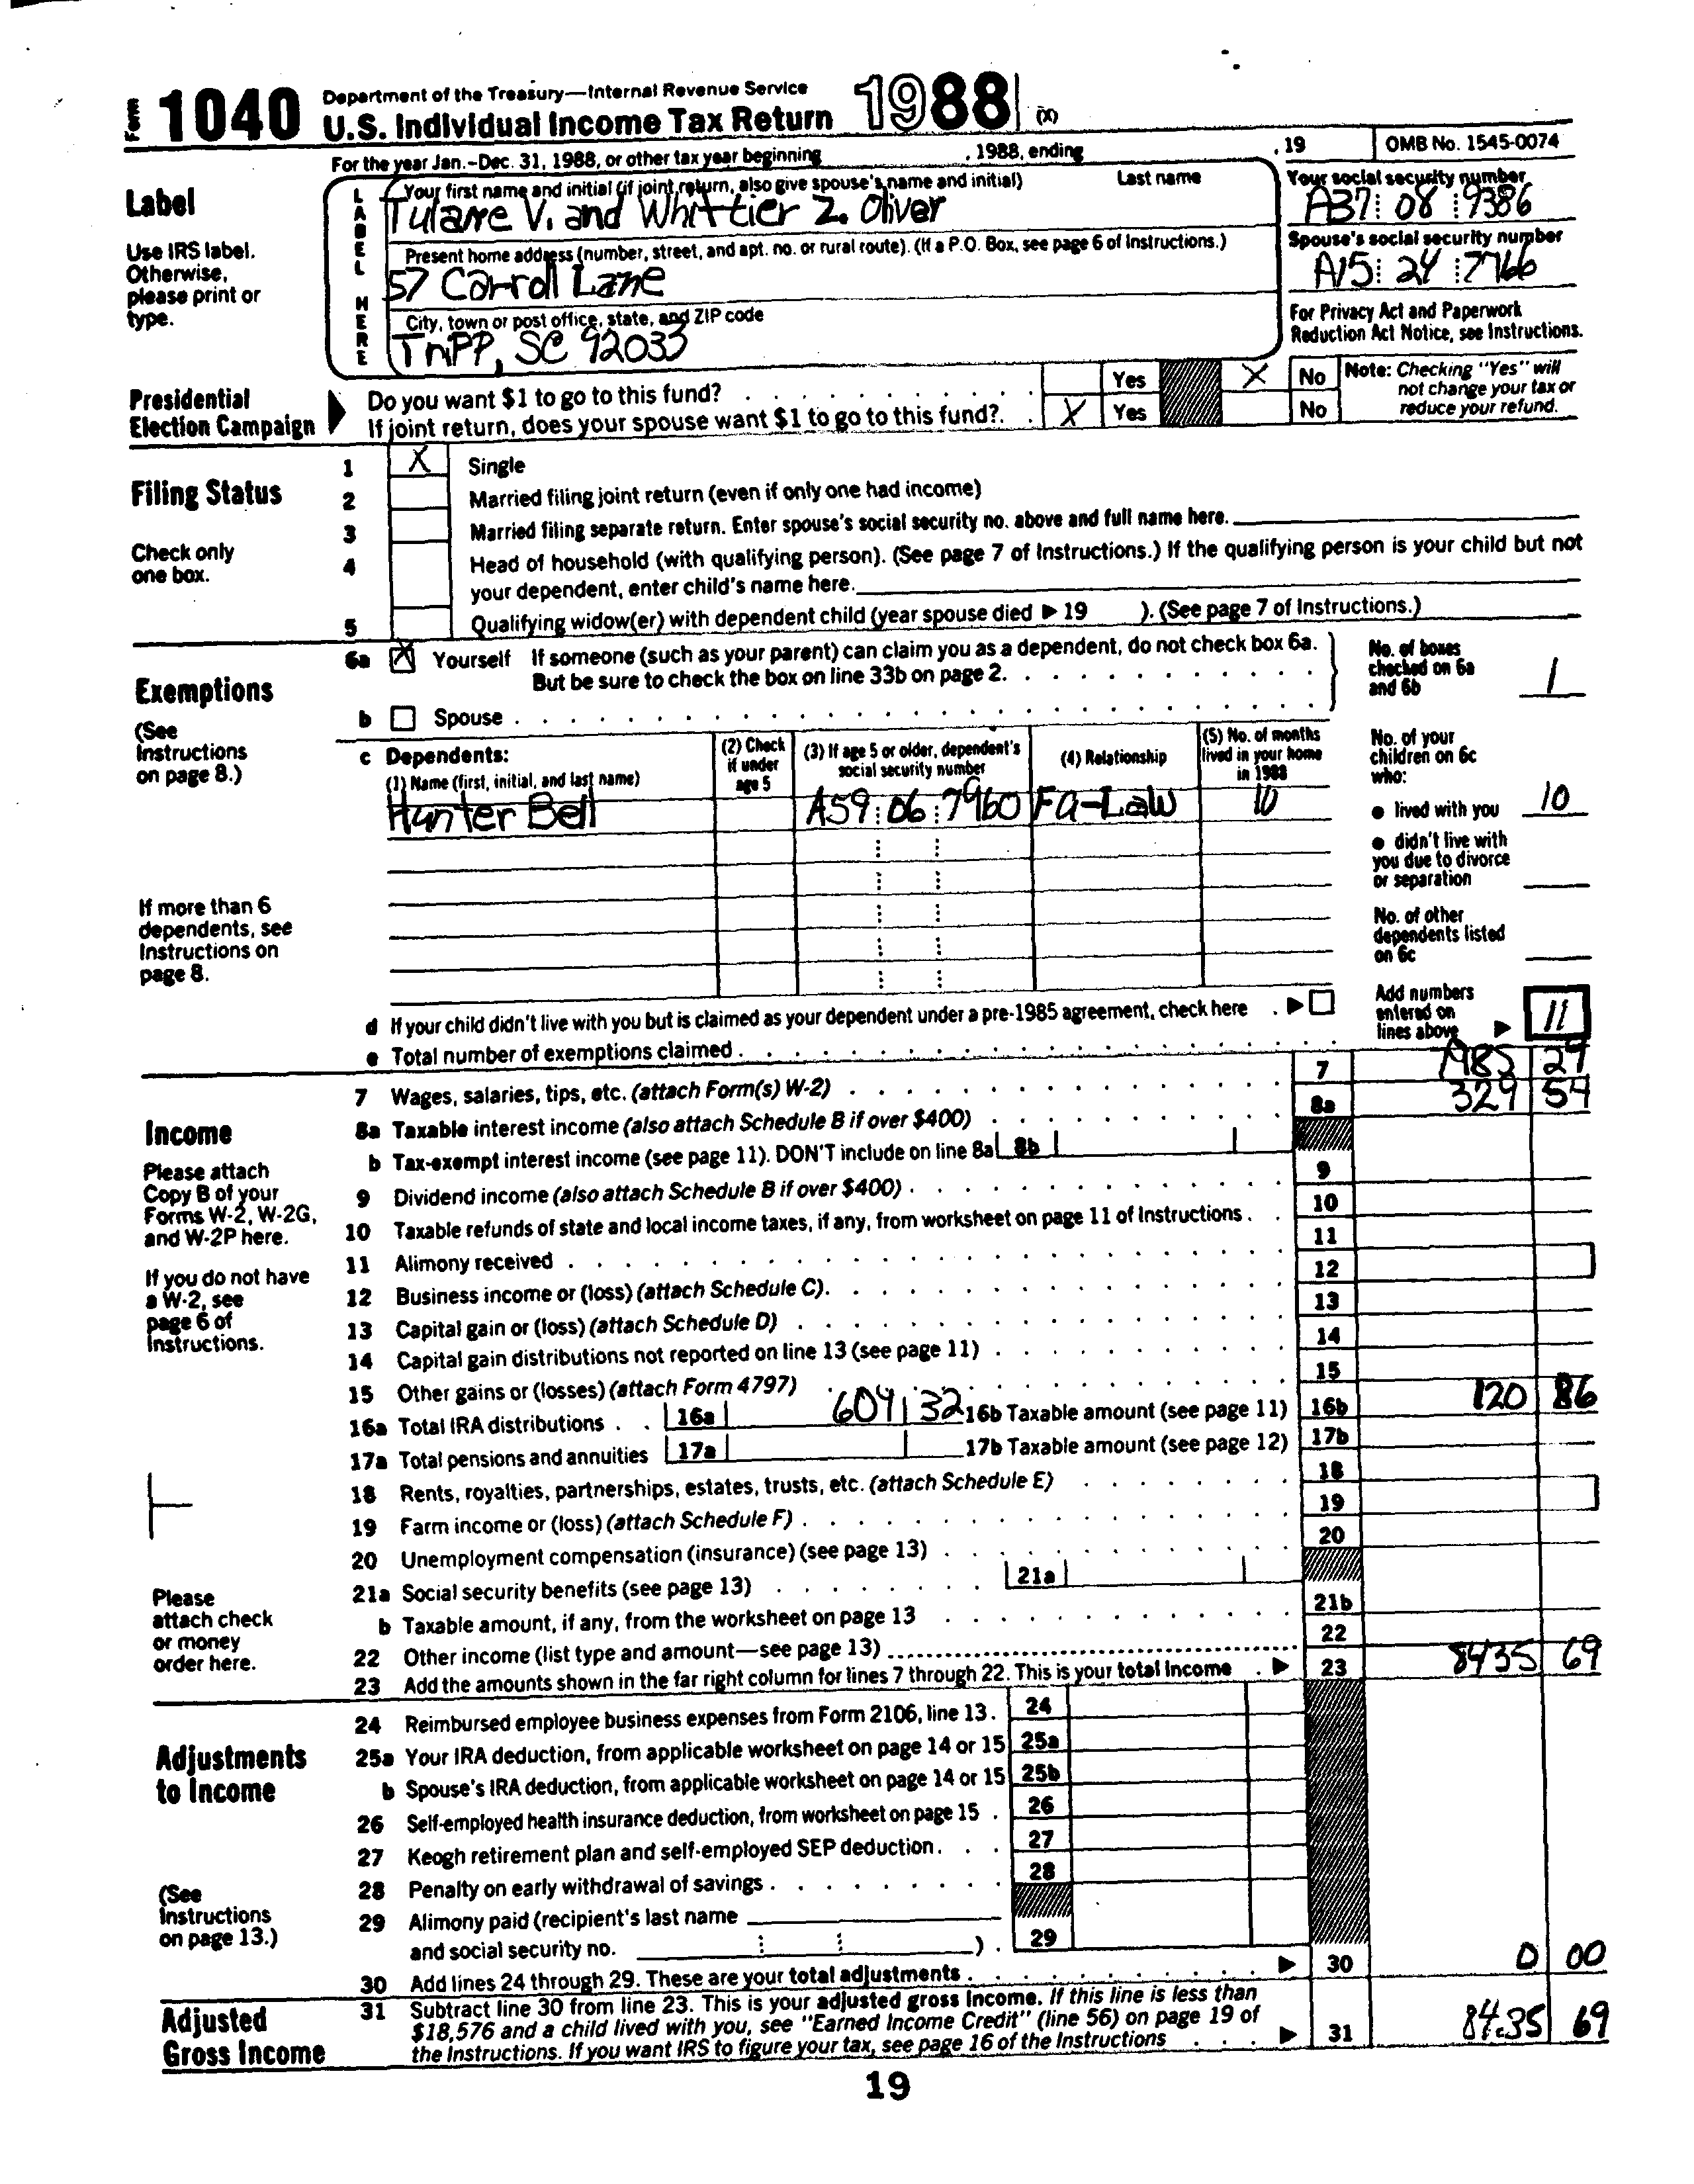 Form 1040 Department of the Treasury—Internal Revenue Service
U.S. Individual Income Tax Return 1988 (X)
For the year Jan.–Dec. 31, 1988, or other tax year beginning , 1988, ending , 19 OMB No. 1545-0074
Label
Use IRS label.
Otherwise,
please print or
type.
LABEL HERE
Your first name and initial (if joint return, also give spouse's name and initial) Last name
Tulare V. and Whittier Z. Oliver
Your social security number
A37 08 9386
Present home address (number, street, and apt. no. or rural route). (If a P.O. Box, see page 6 of Instructions.)
57 Carroll Lane
Spouse's social security number
A15 24 7766
City, town or post office, state, and ZIP code
Tripp, SC 92033
For Privacy Act and Paperwork
Reduction Act Notice, see Instructions.
Presidential
Election Campaign
Do you want $1 to go to this fund? Yes X No
If joint return, does your spouse want $1 to go to this fund? X Yes No
Note: Checking "Yes" will
not change your tax or
reduce your refund.
Filing Status
Check only
one box.
1 X Single
2 Married filing joint return (even if only one had income)
3 Married filing separate return. Enter spouse's social security no. above and full name here.
4 Head of household (with qualifying person). (See page 7 of Instructions.) If the qualifying person is your child but not
your dependent, enter child's name here.
5 Qualifying widow(er) with dependent child (year spouse died ▶ 19 ). (See page 7 of Instructions.)
Exemptions
(See
Instructions
on page 8.)
6a X Yourself If someone (such as your parent) can claim you as a dependent, do not check box 6a.
But be sure to check the box on line 33b on page 2.
b Spouse
No. of boxes
checked on 6a
and 6b 1
c Dependents:
(1) Name (first, initial, and last name)
(2) Check
if under
age 5
(3) If age 5 or older, dependent's
social security number
(4) Relationship
(5) No. of months
lived in your home
in 1988
Hunter Bell A59 06 7960 Fa-Law 10
No. of your
children on 6c
who:
● lived with you 10
● didn't live with
you due to divorce
or separation
No. of other
dependents listed
on 6c
If more than 6
dependents, see
Instructions on
page 8.
d If your child didn't live with you but is claimed as your dependent under a pre-1985 agreement, check here ▶
e Total number of exemptions claimed
Add numbers
entered on
lines above ▶ 11
Income
Please attach
Copy B of your
Forms W-2, W-2G,
and W-2P here.
If you do not have
a W-2, see
page 6 of
Instructions.
Please
attach check
or money
order here.
7 Wages, salaries, tips, etc. (attach Form(s) W-2) 7 7985 29
8a Taxable interest income (also attach Schedule B if over $400) 8a 329 54
b Tax-exempt interest income (see page 11). DON'T include on line 8a 8b
9 Dividend income (also attach Schedule B if over $400) 9
10 Taxable refunds of state and local income taxes, if any, from worksheet on page 11 of Instructions 10
11 Alimony received 11
12 Business income or (loss) (attach Schedule C) 12
13 Capital gain or (loss) (attach Schedule D) 13
14 Capital gain distributions not reported on line 13 (see page 11) 14
15 Other gains or (losses) (attach Form 4797) 15
16a Total IRA distributions 16a 604 32 16b Taxable amount (see page 11) 16b 120 86
17a Total pensions and annuities 17a 17b Taxable amount (see page 12) 17b
18 Rents, royalties, partnerships, estates, trusts, etc. (attach Schedule E) 18
19 Farm income or (loss) (attach Schedule F) 19
20 Unemployment compensation (insurance) (see page 13) 20
21a Social security benefits (see page 13) 21a
b Taxable amount, if any, from the worksheet on page 13 21b
22 Other income (list type and amount—see page 13) 22
23 Add the amounts shown in the far right column for lines 7 through 22. This is your total income ▶ 23 8435 69
Adjustments
to Income
(See
Instructions
on page 13.)
24 Reimbursed employee business expenses from Form 2106, line 13. 24
25a Your IRA deduction, from applicable worksheet on page 14 or 15 25a
b Spouse's IRA deduction, from applicable worksheet on page 14 or 15 25b
26 Self-employed health insurance deduction, from worksheet on page 15 26
27 Keogh retirement plan and self-employed SEP deduction 27
28 Penalty on early withdrawal of savings 28
29 Alimony paid (recipient's last name
and social security no. ) 29
30 Add lines 24 through 29. These are your total adjustments ▶ 30 0 00
Adjusted
Gross Income
31 Subtract line 30 from line 23. This is your adjusted gross income. If this line is less than
$18,576 and a child lived with you, see "Earned Income Credit" (line 56) on page 19 of
the Instructions. If you want IRS to figure your tax, see page 16 of the Instructions ▶ 31 8435 69
19